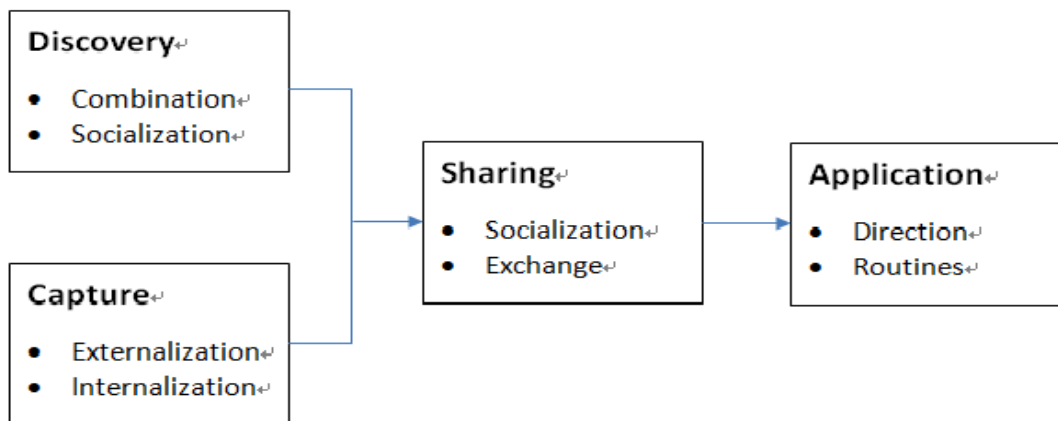 Discovery↵
• Combination↵
• Socialization↵
Capture↵
• Externalization↵
• Internalization↵
Sharing↵
• Socialization↵
• Exchange↵
Application↵
• Direction↵
• Routines↵